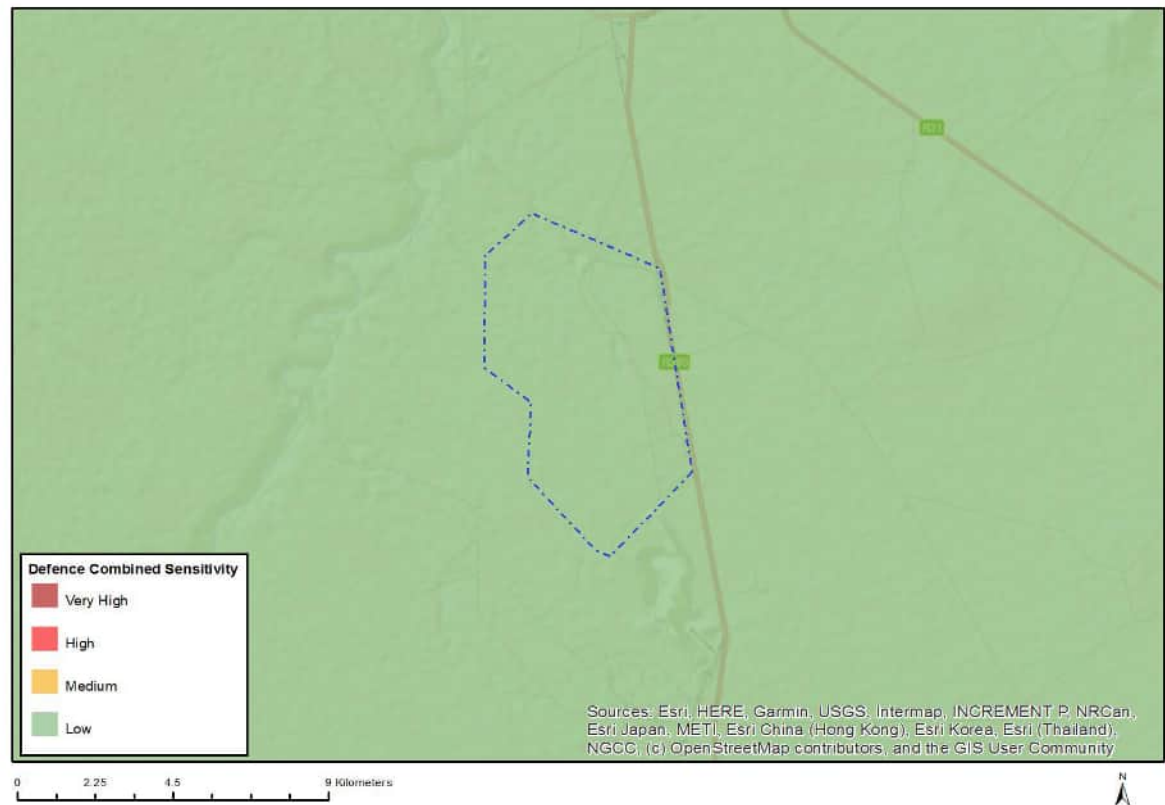 R31
Defence Combined Sensitivity
Very High
High
Medium
Low
Sources: Esri, HERE, Garmin, USGS, Intermap, INCREMENT P, NRCan,
Esri Japan, METI, Esri China (Hong Kong), Esri Korea, Esri (Thailand),
NGCC, (c) OpenStreetMap contributors, and the GIS User Community
0 2.25 4.5 9 Kilometers
N